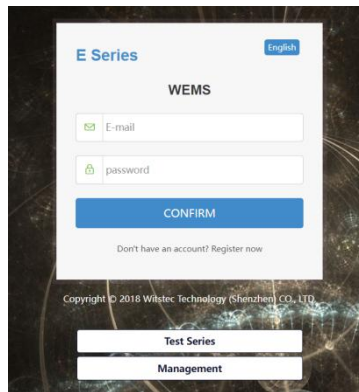 E Series
English
WEMS
E-mail
password
CONFIRM
Don't have an account? Register now
Copyright © 2018 Witstec Technology (Shenzhen) CO., LTD
Test Series
Management